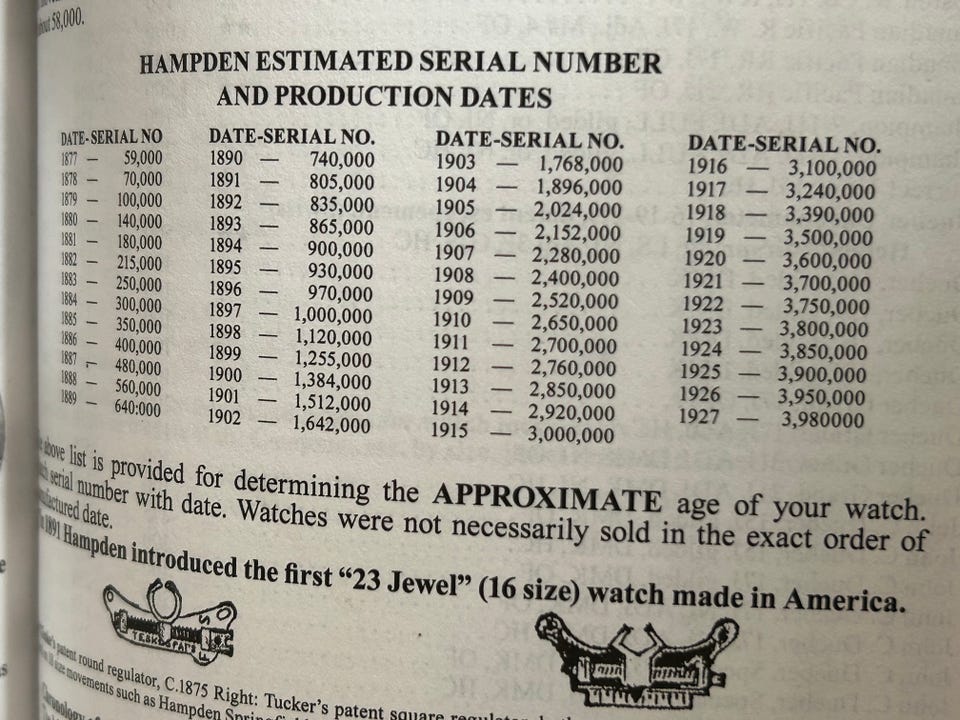 58,000.
HAMPDEN ESTIMATED SERIAL NUMBER
AND PRODUCTION DATES
DATE-SERIAL NO
1877 — 59,000
1878 — 70,000
1879 — 100,000
1880 — 140,000
1881 — 180,000
1882 — 215,000
1883 — 250,000
1884 — 300,000
1885 — 350,000
1886 — 400,000
1887 — 480,000
1888 — 560,000
1889 — 640:000
DATE-SERIAL NO.
1890 — 740,000
1891 — 805,000
1892 — 835,000
1893 — 865,000
1894 — 900,000
1895 — 930,000
1896 — 970,000
1897 — 1,000,000
1898 — 1,120,000
1899 — 1,255,000
1900 — 1,384,000
1901 — 1,512,000
1902 — 1,642,000
DATE-SERIAL NO.
1903 — 1,768,000
1904 — 1,896,000
1905 — 2,024,000
1906 — 2,152,000
1907 — 2,280,000
1908 — 2,400,000
1909 — 2,520,000
1910 — 2,650,000
1911 — 2,700,000
1912 — 2,760,000
1913 — 2,850,000
1914 — 2,920,000
1915 — 3,000,000
DATE-SERIAL NO.
1916 — 3,100,000
1917 — 3,240,000
1918 — 3,390,000
1919 — 3,500,000
1920 — 3,600,000
1921 — 3,700,000
1922 — 3,750,000
1923 — 3,800,000
1924 — 3,850,000
1925 — 3,900,000
1926 — 3,950,000
1927 — 3,980000
above list is provided for determining the APPROXIMATE age of your watch.
serial number with date. Watches were not necessarily sold in the exact order of
date.
1891 Hampden introduced the first “23 Jewel” (16 size) watch made in America.
patent round regulator, C.1875 Right: Tucker's patent square
size movements such as Hampden